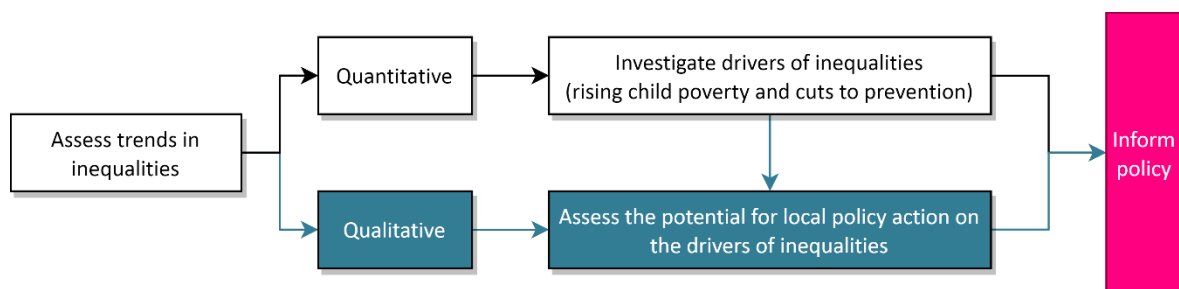 Assess trends in
inequalities
Quantitative
Investigate drivers of inequalities
(rising child poverty and cuts to prevention)
Qualitative
Assess the potential for local policy action on
the drivers of inequalities
Inform
policy